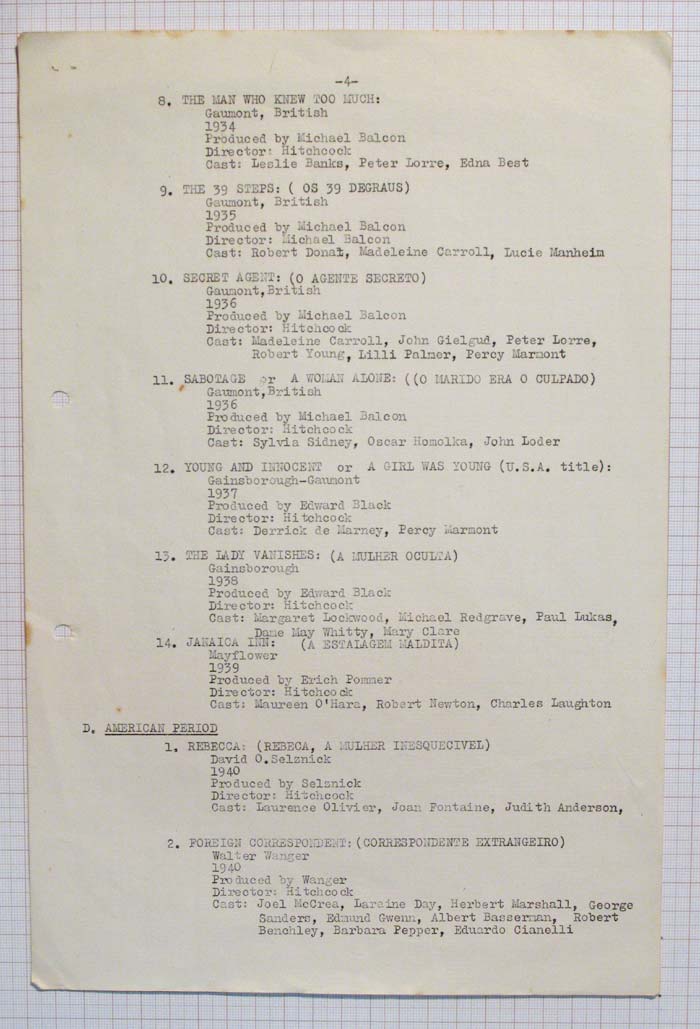 -4-
8. THE MAN WHO KNEW TOO MUCH:
Gaumont, British
1934
Produced by Michael Balcon
Director: Hitchcock
Cast: Leslie Banks, Peter Lorre, Edna Best
9. THE 39 STEPS: ( OS 39 DEGRAUS)
Gaumont, British
1935
Produced by Michael Balcon
Director: Michael Balcon
Cast: Robert Donat, Madeleine Carroll, Lucie Manheim
10. SECRET AGENT: (O AGENTE SECRETO)
Gaumont,British
1936
Produced by Michael Balcon
Director: Hitchcock
Cast: Madeleine Carroll, John Gielgud, Peter Lorre,
Robert Young, Lilli Palmer, Percy Marmont
11. SABOTAGE or A WOMAN ALONE: ((O MARIDO ERA O CULPADO)
Gaumont,British
1936
Produced by Michael Balcon
Director: Hitchcock
Cast: Sylvia Sidney, Oscar Homolka, John Loder
12. YOUNG AND INNOCENT or A GIRL WAS YOUNG (U.S.A. title):
Gainsborough-Gaumont
1937
Produced by Edward Black
Director: Hitchcock
Cast: Derrick de Marney, Percy Marmont
13. THE LADY VANISHES: (A MULHER OCULTA)
Gainsborough
1938
Produced by Edward Black
Director: Hitchcock
Cast: Margaret Lockwood, Michael Redgrave, Paul Lukas,
Dame May Whitty, Mary Clare
14. JAMAICA INN: (A ESTALAGEM MALDITA)
Mayflower
1939
Produced by Erich Pommer
Director: Hitchcock
Cast: Maureen O'Hara, Robert Newton, Charles Laughton
D. AMERICAN PERIOD
1. REBECCA: (REBECA, A MULHER INESQUECIVEL)
David O.Selznick
1940
Produced by Selznick
Director: Hitchcock
Cast: Laurence Olivier, Joan Fontaine, Judith Anderson,
2. FOREIGN CORRESPONDENT: (CORRESPONDENTE EXTRANGEIRO)
Walter Wanger
1940
Produced by Wanger
Director: Hitchcock
Cast: Joel McCrea, Laraine Day, Herbert Marshall, George
Sanders, Edmund Gwenn, Albert Basserman, Robert
Benchley, Barbara Pepper, Eduardo Cianelli